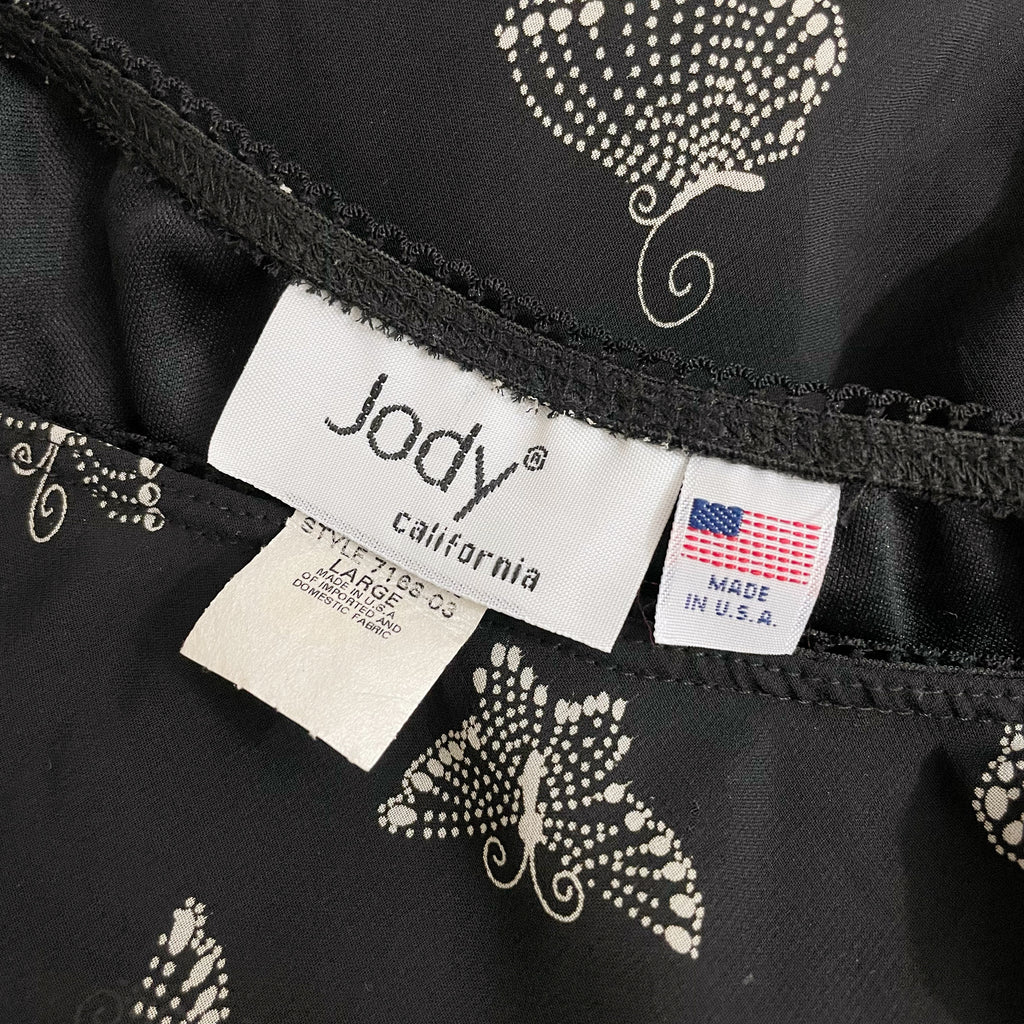 Jody®
california
STYLE 7168-03
LARGE
MADE IN U.S.A
OF IMPORTED AND
DOMESTIC FABRIC
MADE
IN U.S.A.